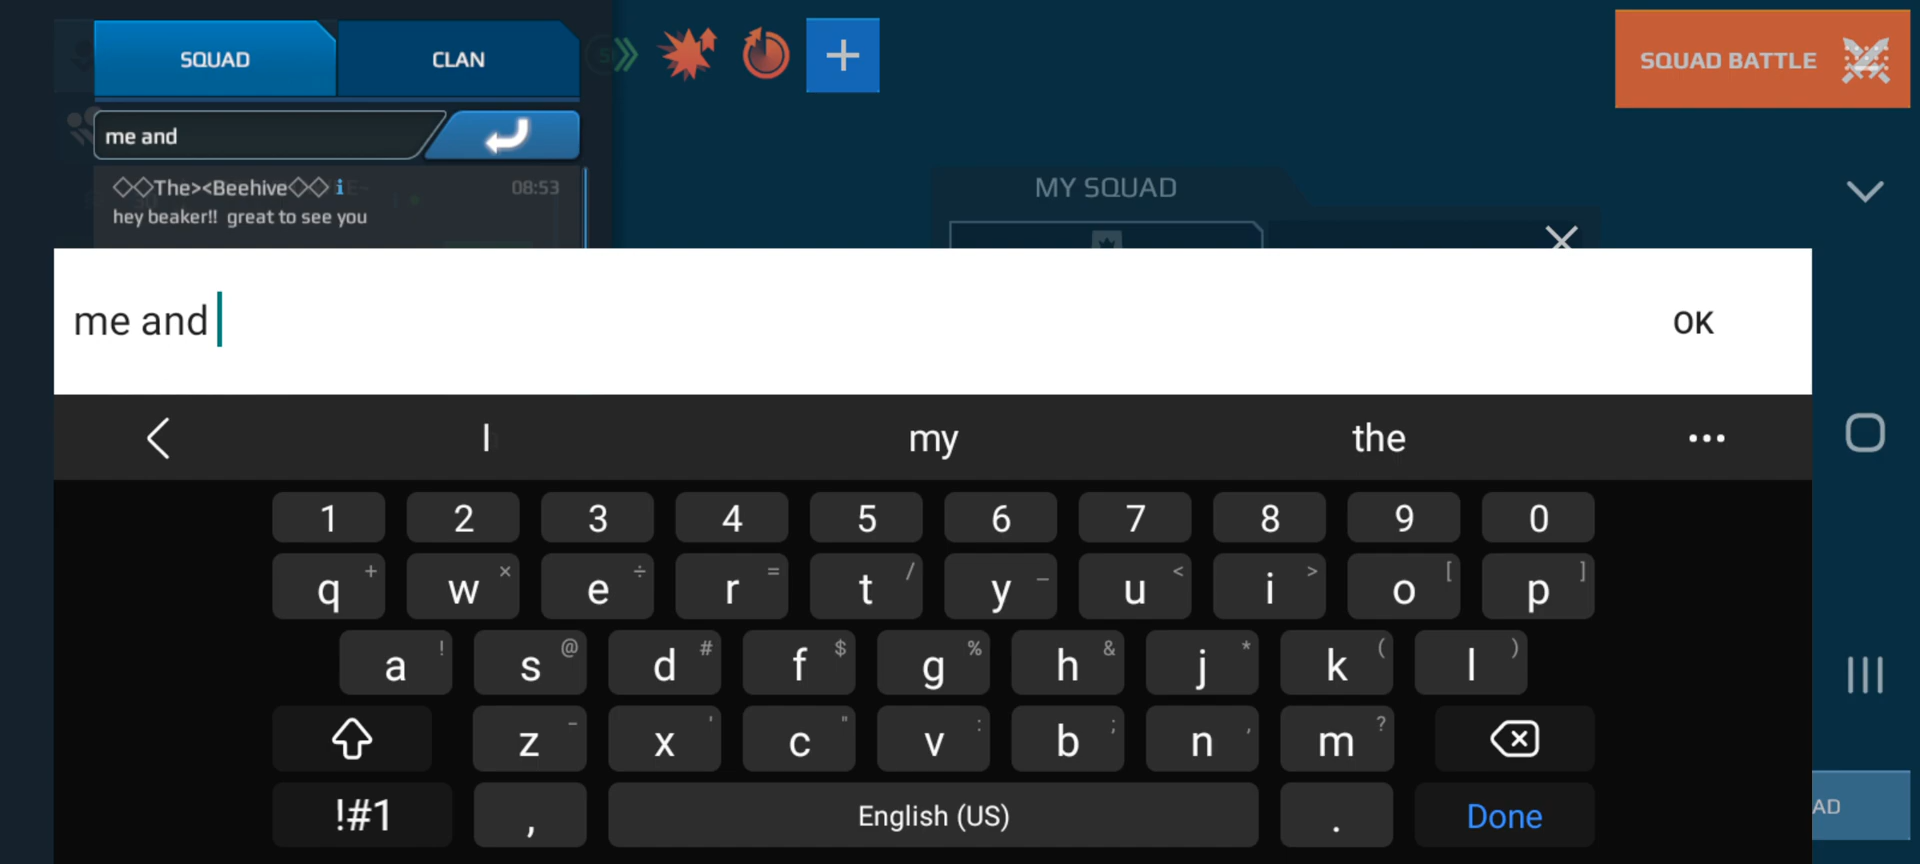 SQUAD
CLAN
SQUAD BATTLE
me and
◇◇The><Beehive◇◇ i
08:53
hey beaker!! great to see you
MY SQUAD
me and
OK
I
my
the
1 2 3 4 5 6 7 8 9 0
q + w × e ÷ r = t / y _ u < i > o [ p ]
a ! s @ d # f $ g % h & j * k ( l )
z - x ' c " v : b ; n , m ?
!#1 , English (US) . Done
AD